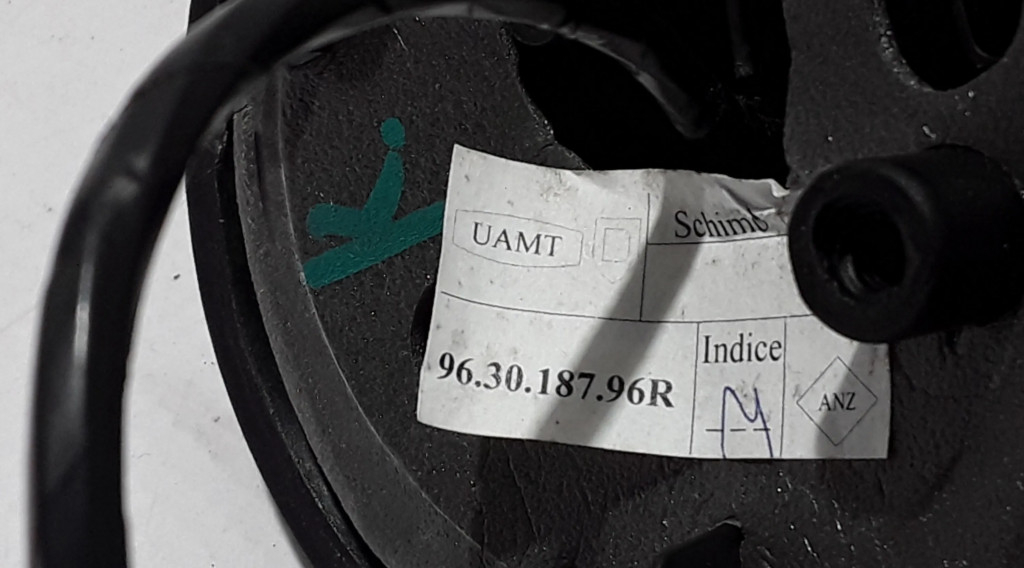 UAMT
Schimb
Indice
96.30.187.96R
ANZ